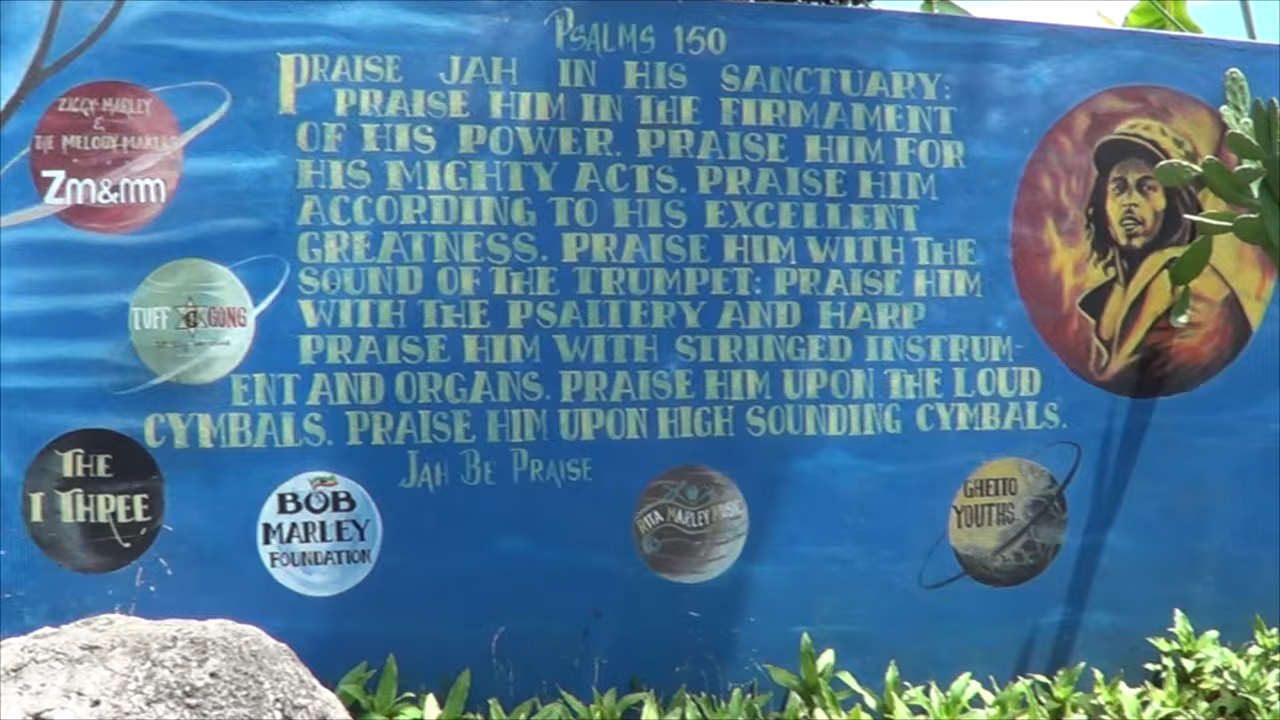 PSALMS 150
PRAISE JAH IN HIS SANCTUARY:
PRAISE HIM IN THE FIRMAMENT
OF HIS POWER. PRAISE HIM FOR
HIS MIGHTY ACTS. PRAISE HIM
ACCORDING TO HIS EXCELLENT
GREATNESS. PRAISE HIM WITH THE
SOUND OF THE TRUMPET: PRAISE HIM
WITH THE PSALTERY AND HARP
PRAISE HIM WITH STRINGED INSTRUM-
ENT AND ORGANS. PRAISE HIM UPON THE LOUD
CYMBALS. PRAISE HIM UPON HIGH SOUNDING CYMBALS.
JAH BE PRAISE
ZIGGY MARLEY
&
THE MELODY MAKERS
Zm&mm
TUFF GONG
THE
I THREE
BOB
MARLEY
FOUNDATION
RITA MARLEY MUSIC
GHETTO
YOUTHS